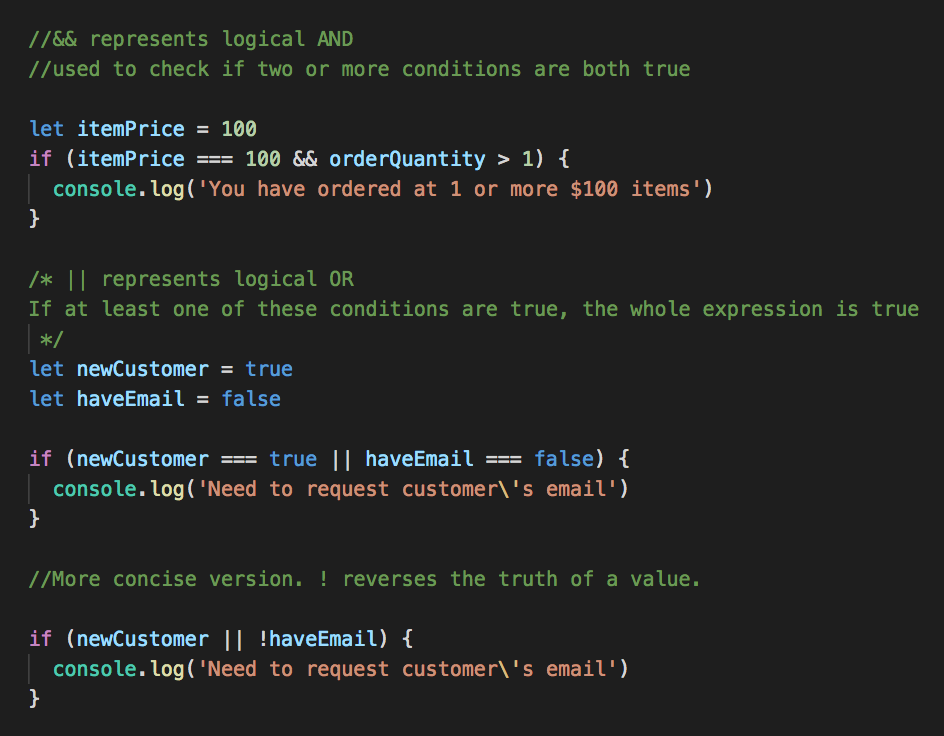 //&& represents logical AND
//used to check if two or more conditions are both true
let itemPrice = 100
if (itemPrice === 100 && orderQuantity > 1) {
  console.log('You have ordered at 1 or more $100 items')
}
/* || represents logical OR
If at least one of these conditions are true, the whole expression is true
 */
let newCustomer = true
let haveEmail = false
if (newCustomer === true || haveEmail === false) {
  console.log('Need to request customer\'s email')
}
//More concise version. ! reverses the truth of a value.
if (newCustomer || !haveEmail) {
  console.log('Need to request customer\'s email')
}